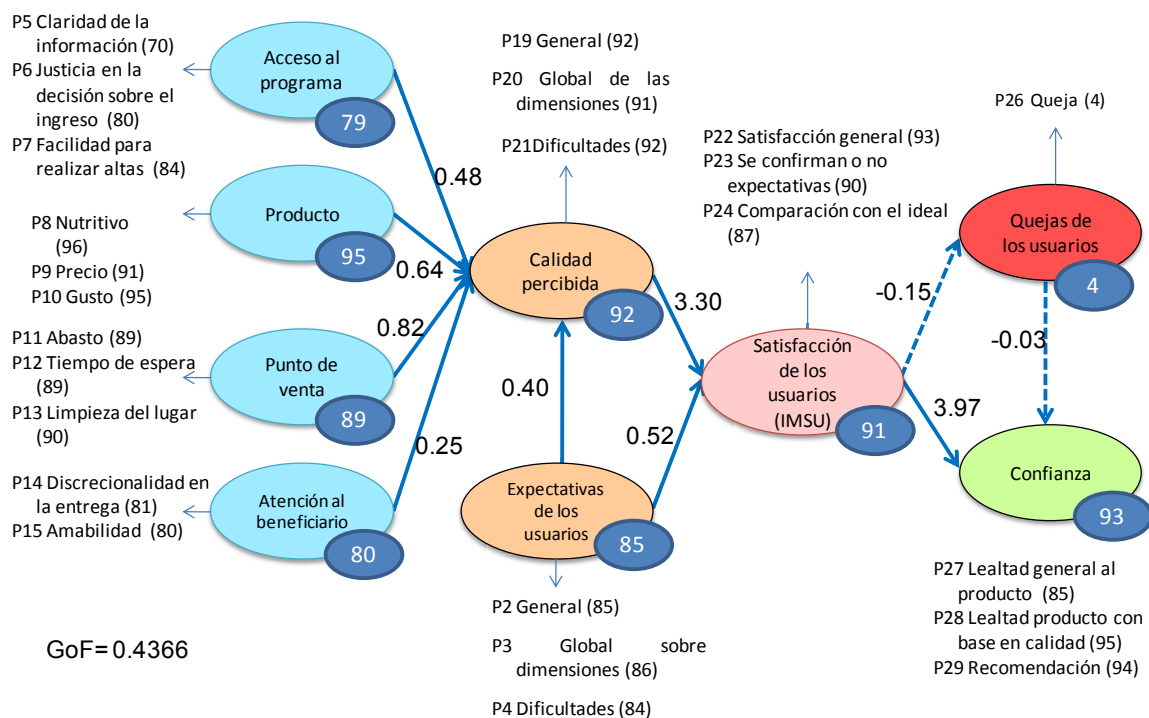 P5 Claridad de la
información (70)
P6 Justicia en la
decisión sobre el
ingreso (80)
P7 Facilidad para
realizar altas (84)
Acceso al
programa
79
0.48
P8 Nutritivo
(96)
P9 Precio (91)
P10 Gusto (95)
Producto
95
0.64
P11 Abasto (89)
P12 Tiempo de espera
(89)
P13 Limpieza del lugar
(90)
Punto de
venta
89
0.82
P14 Discrecionalidad en
la entrega (81)
P15 Amabilidad (80)
Atención al
beneficiario
80
0.25
P19 General (92)
P20 Global de las
dimensiones (91)
P21Dificultades (92)
Calidad
percibida
92
3.30
0.40
Expectativas
de los
usuarios
85
0.52
P2 General (85)
P3 Global sobre
dimensiones (86)
P4 Dificultades (84)
P22 Satisfacción general (93)
P23 Se confirman o no
expectativas (90)
P24 Comparación con el ideal
(87)
Satisfacción
de los
usuarios
(IMSU)
91
-0.15
3.97
P26 Queja (4)
Quejas de
los usuarios
4
-0.03
Confianza
93
P27 Lealtad general al
producto (85)
P28 Lealtad producto con
base en calidad (95)
P29 Recomendación (94)
GoF= 0.4366